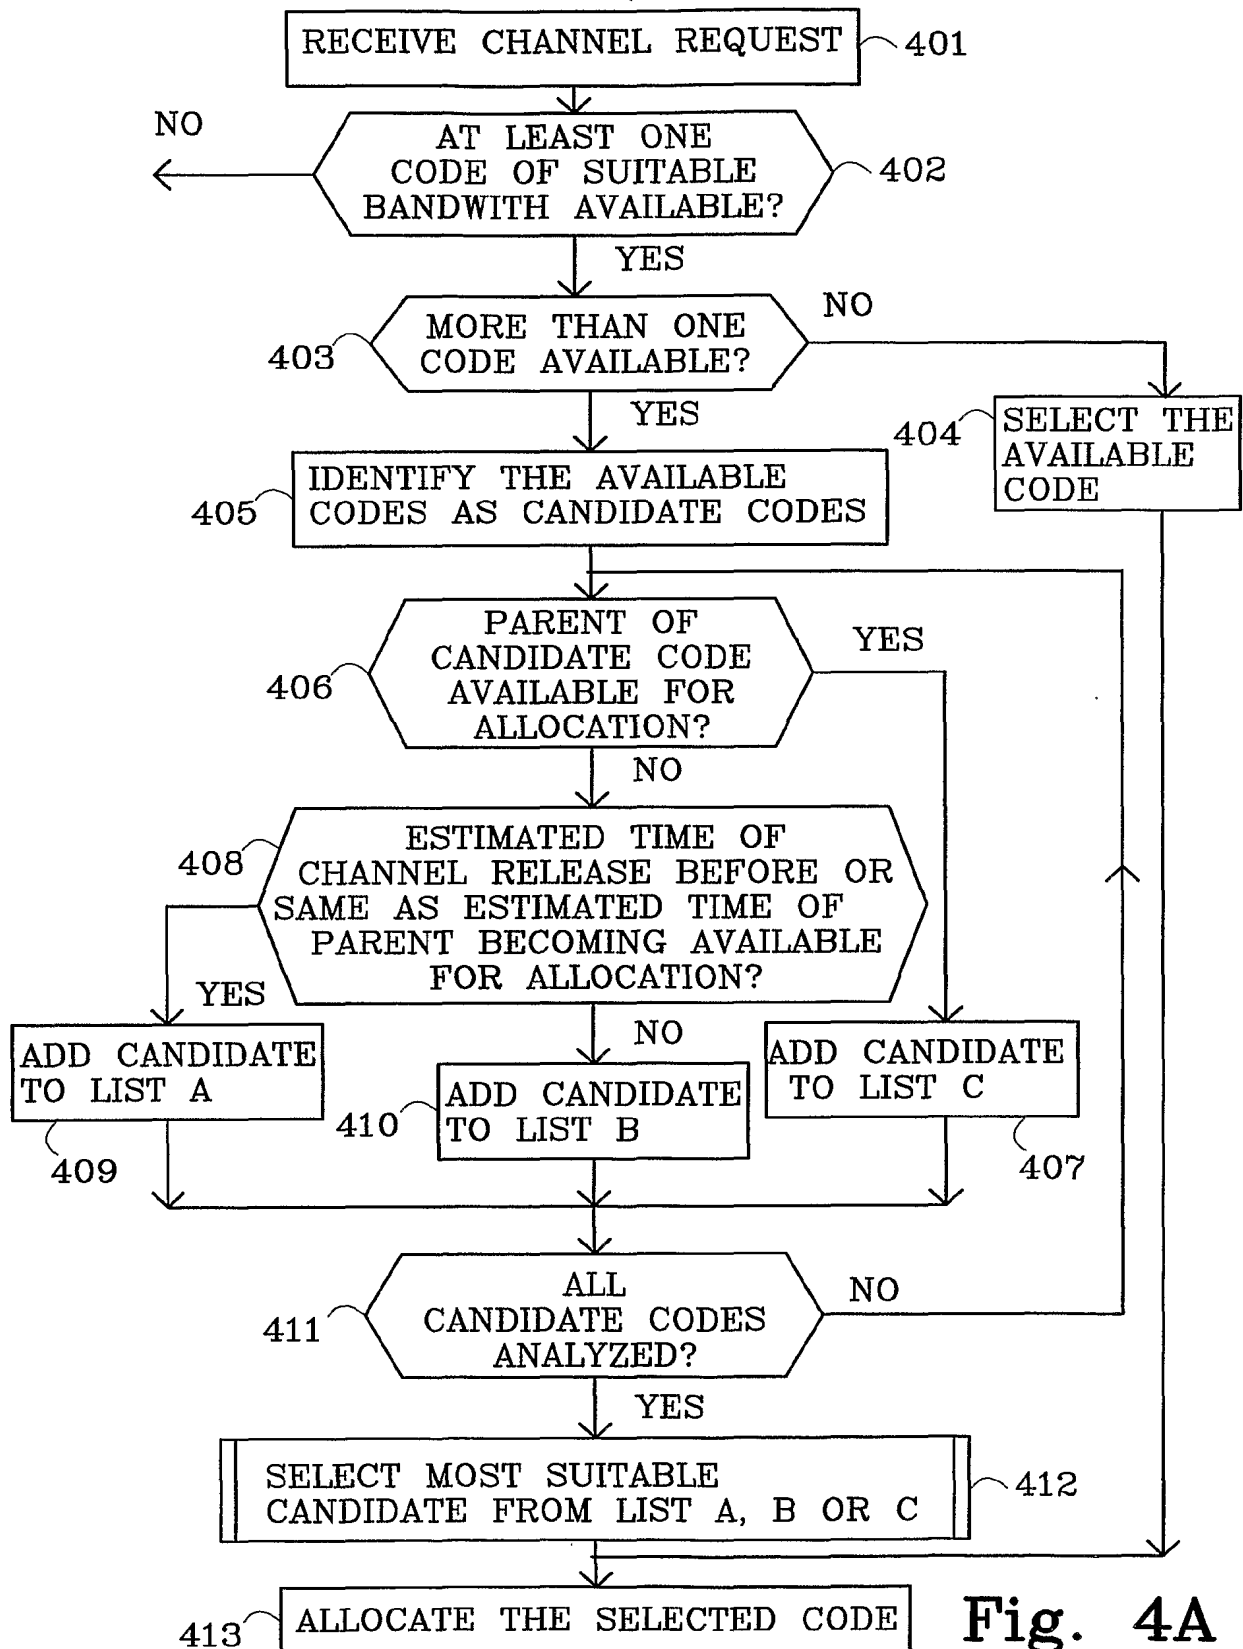 RECEIVE CHANNEL REQUEST
401
NO
AT LEAST ONE
CODE OF SUITABLE
BANDWITH AVAILABLE?
402
YES
MORE THAN ONE
CODE AVAILABLE?
403
NO
YES
404
SELECT THE
AVAILABLE
CODE
405
IDENTIFY THE AVAILABLE
CODES AS CANDIDATE CODES
406
PARENT OF
CANDIDATE CODE
AVAILABLE FOR
ALLOCATION?
YES
NO
408
ESTIMATED TIME OF
CHANNEL RELEASE BEFORE OR
SAME AS ESTIMATED TIME OF
PARENT BECOMING AVAILABLE
FOR ALLOCATION?
YES
NO
ADD CANDIDATE
TO LIST A
409
410
ADD CANDIDATE
TO LIST B
ADD CANDIDATE
TO LIST C
407
411
ALL
CANDIDATE CODES
ANALYZED?
NO
YES
SELECT MOST SUITABLE
CANDIDATE FROM LIST A, B OR C
412
413
ALLOCATE THE SELECTED CODE
Fig. 4A